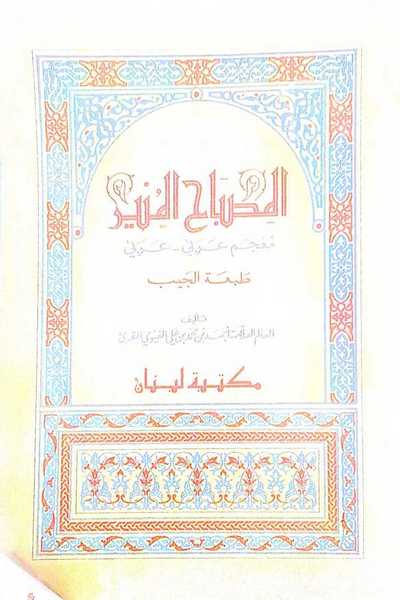 المصباح المنير
معجم عربي - عربي
طبعة الجيب
تأليف
العالم العلامة أحمد بن محمد بن علي الفيومي المقري
مكتبة لبنان